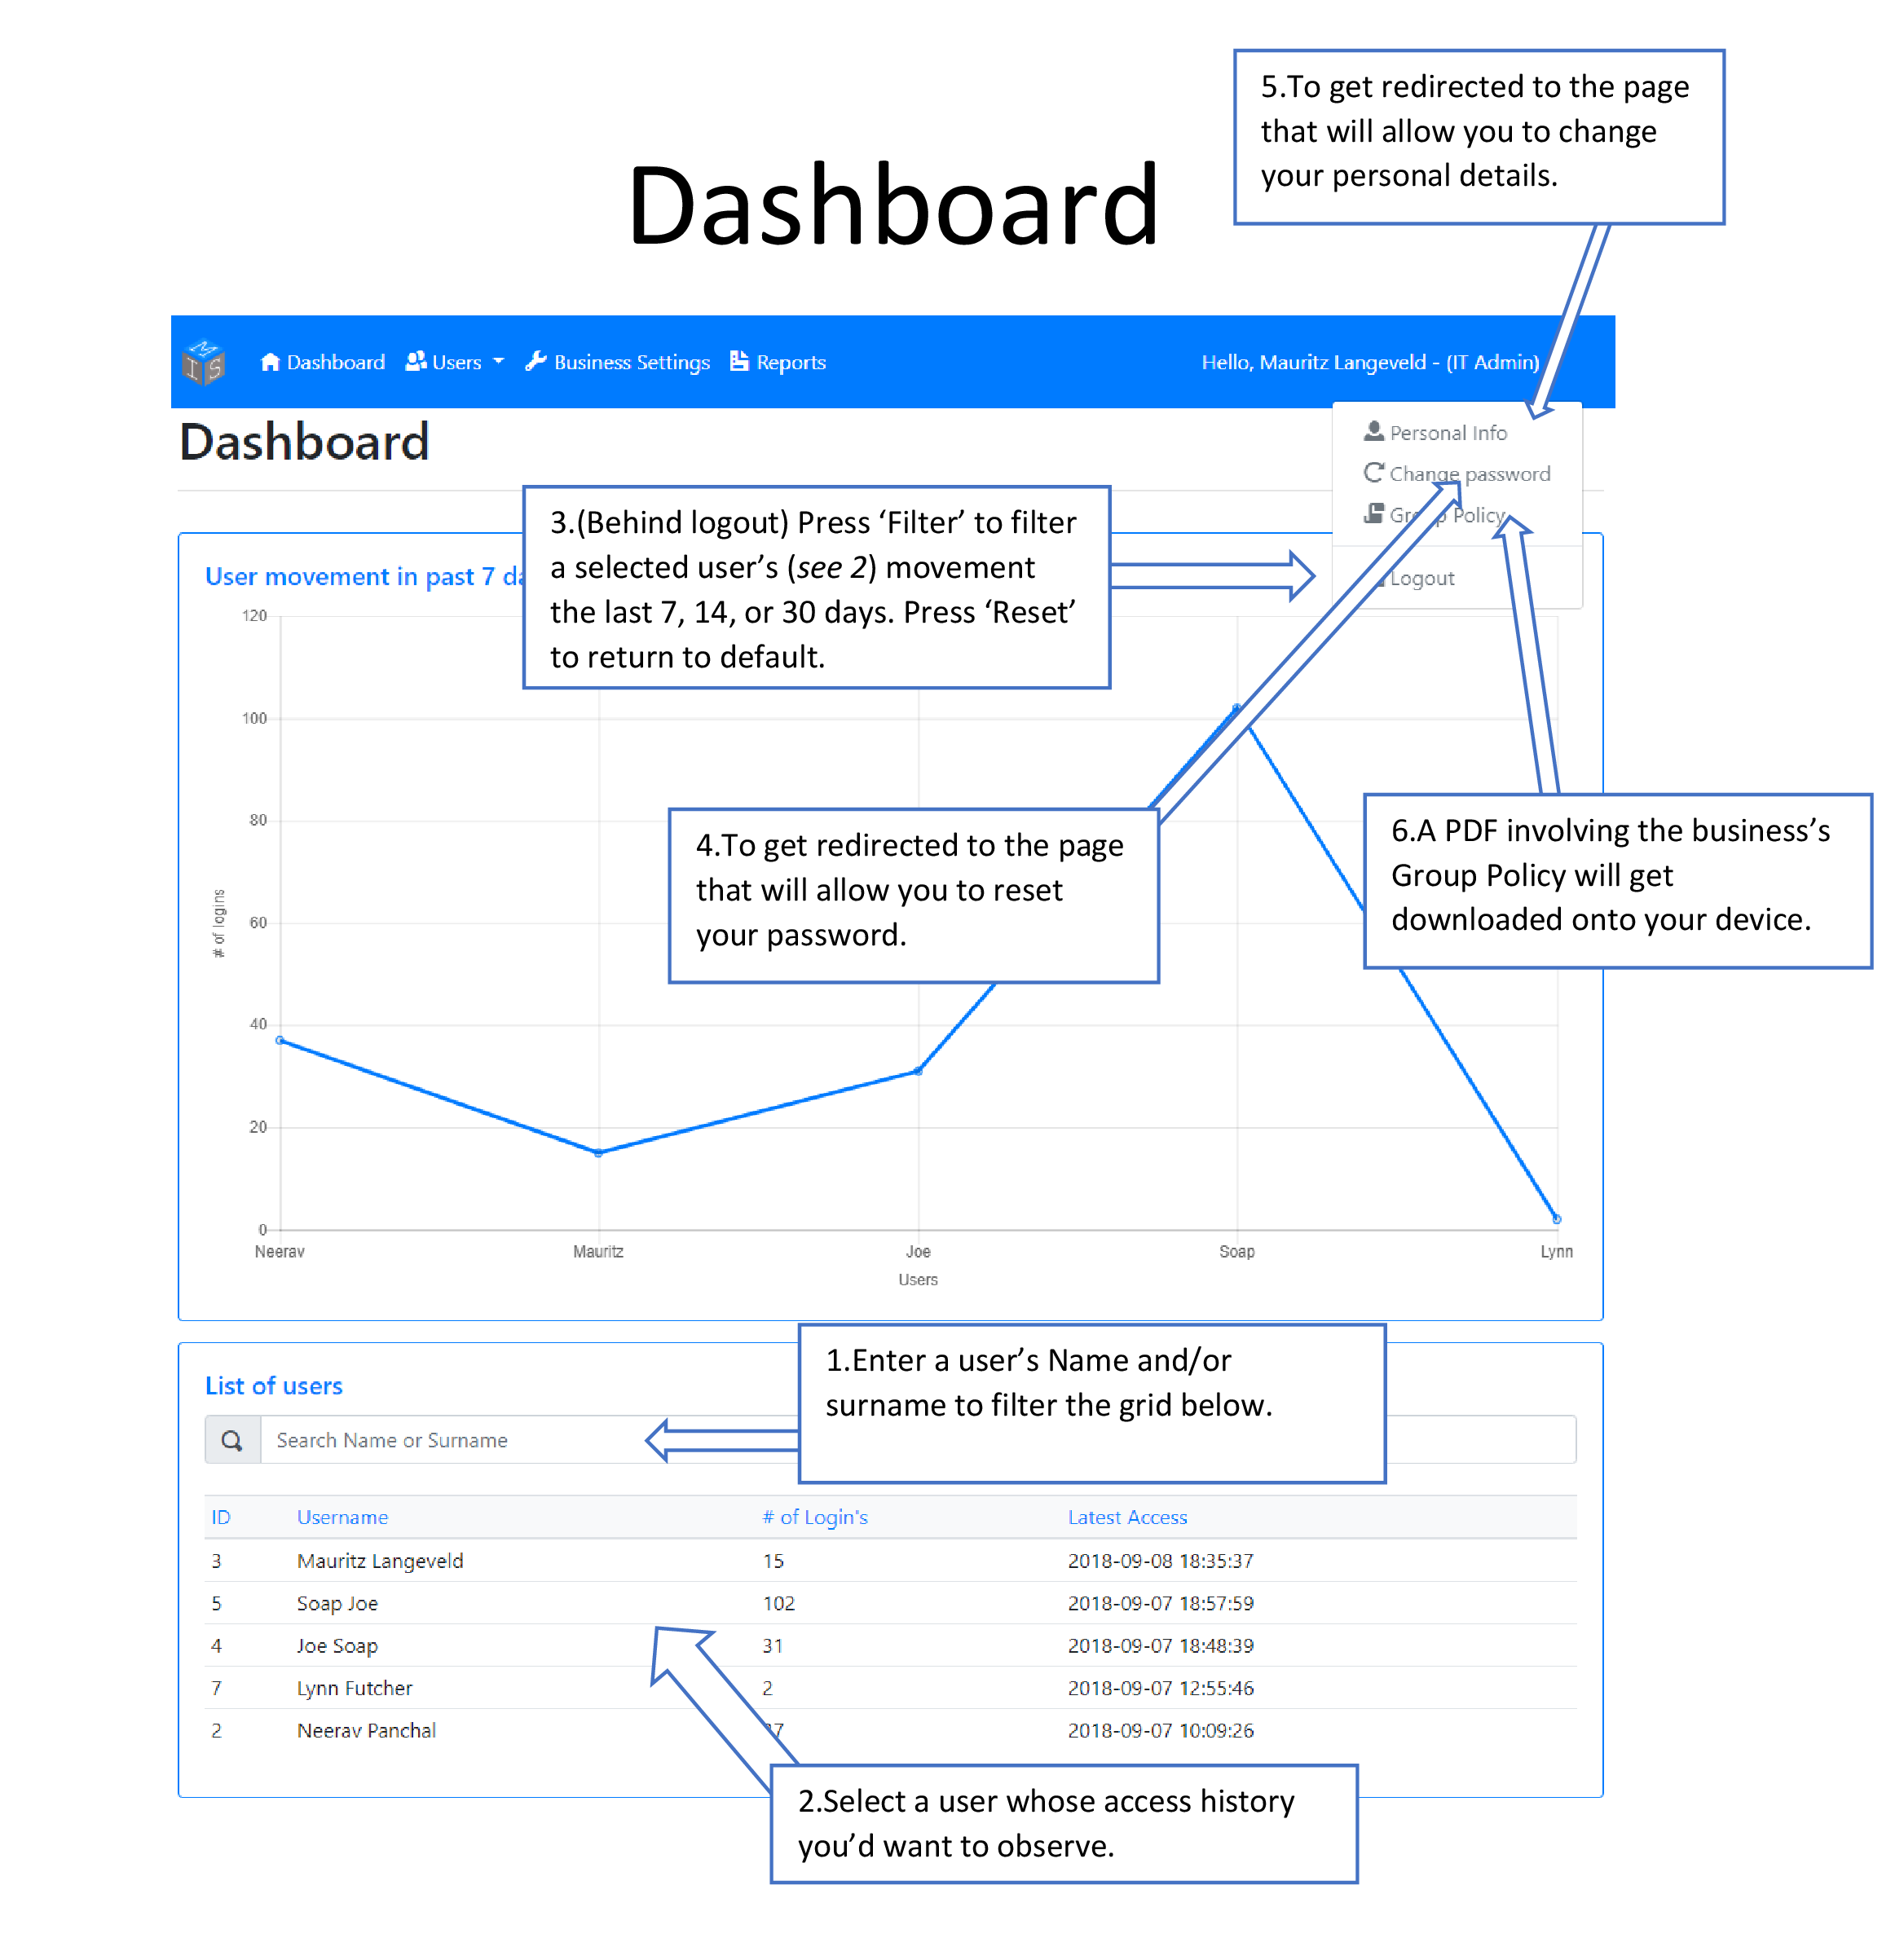 5.To get redirected to the page
that will allow you to change
your personal details.
Dashboard
MIS Dashboard Users Business Settings Reports Hello, Mauritz Langeveld - (IT Admin)
Dashboard
Personal Info
Change password
Group Policy
Logout
3.(Behind logout) Press ‘Filter’ to filter
a selected user’s (see 2) movement
the last 7, 14, or 30 days. Press ‘Reset’
to return to default.
User movement in past 7
120
100
80
60
40
20
0
# of logins
4.To get redirected to the page
that will allow you to reset
your password.
6.A PDF involving the business’s
Group Policy will get
downloaded onto your device.
Neerav Mauritz Joe Soap Lynn
Users
1.Enter a user’s Name and/or
surname to filter the grid below.
List of users
Search Name or Surname
ID Username # of Login's Latest Access
3 Mauritz Langeveld 15 2018-09-08 18:35:37
5 Soap Joe 102 2018-09-07 18:57:59
4 Joe Soap 31 2018-09-07 18:48:39
7 Lynn Futcher 2 2018-09-07 12:55:46
2 Neerav Panchal 37 2018-09-07 10:09:26
2.Select a user whose access history
you’d want to observe.